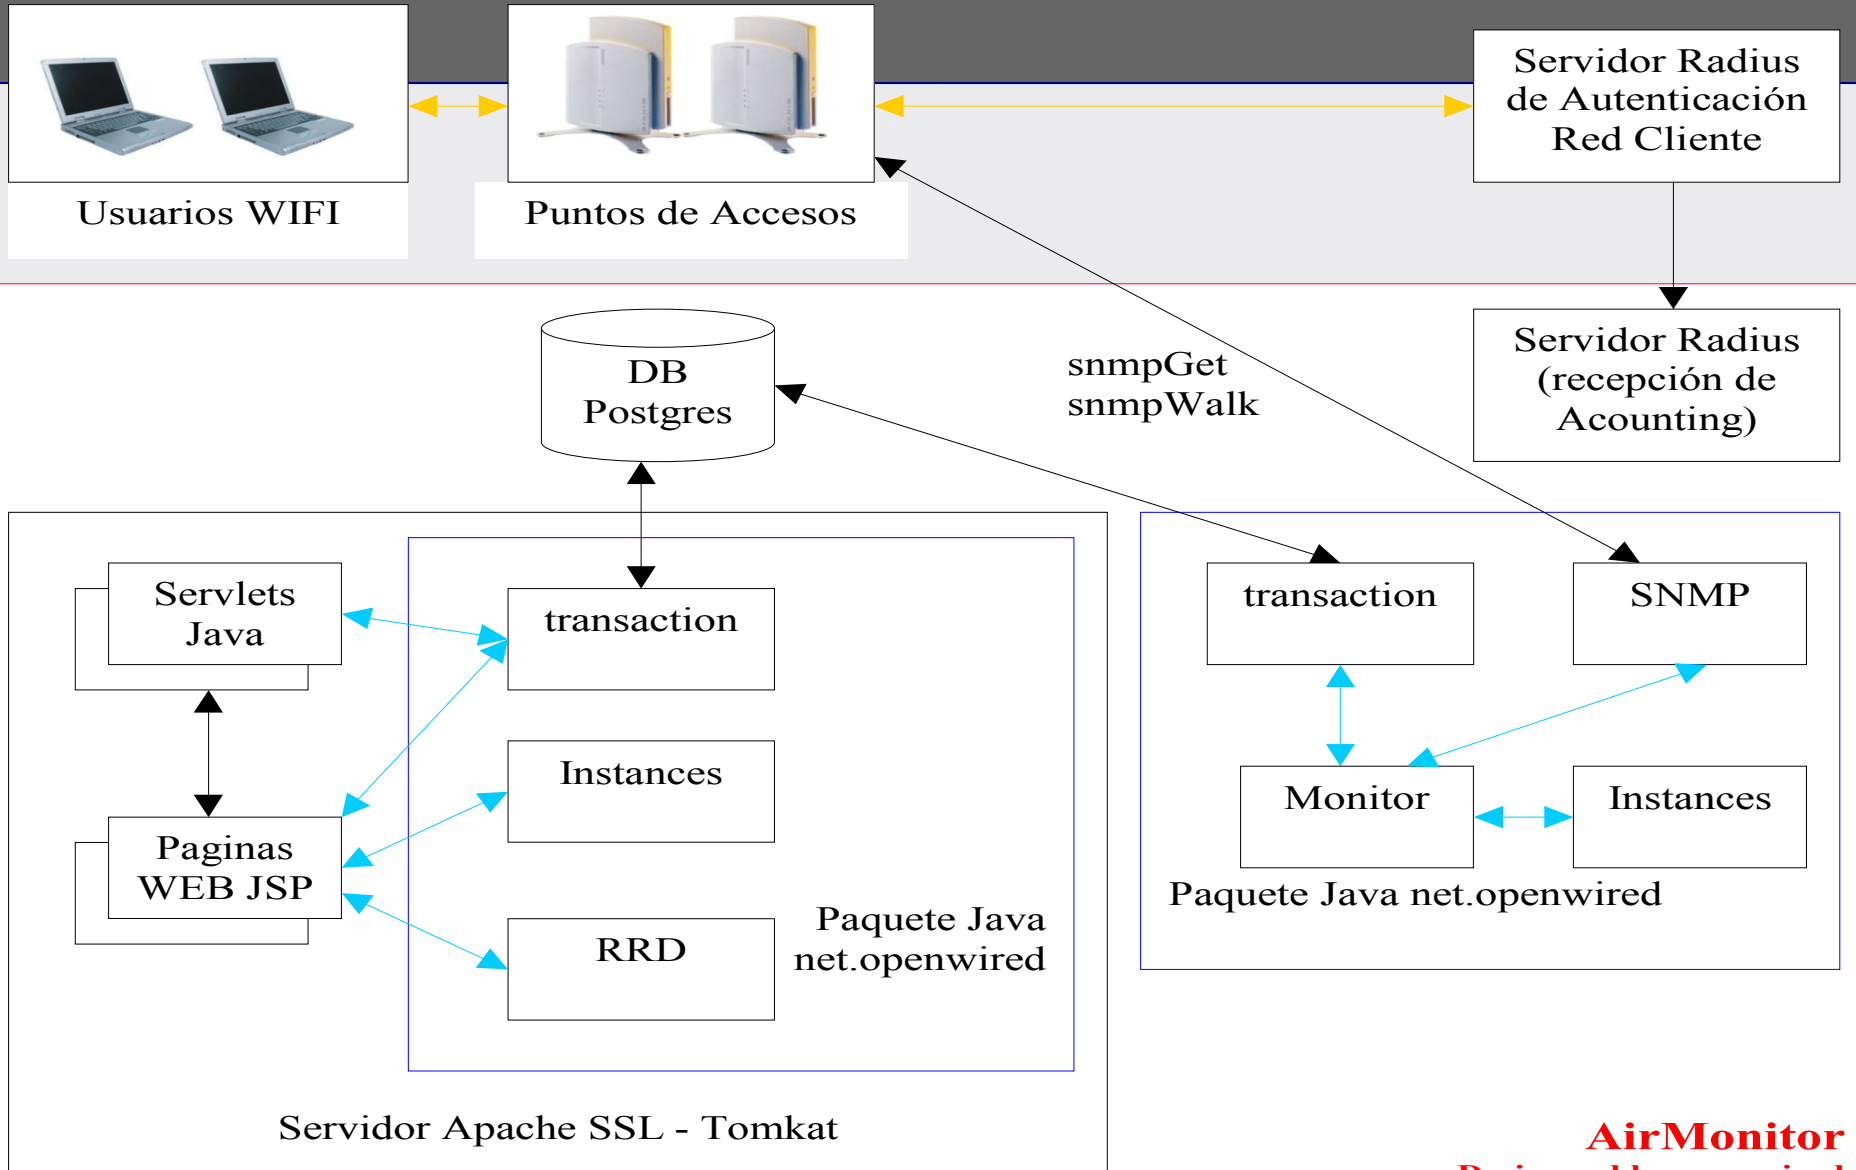 Servidor Radius
de Autenticación
Red Cliente
Usuarios WIFI
Puntos de Accesos
DB
Postgres
snmpGet
snmpWalk
Servidor Radius
(recepción de
Acounting)
Servlets
Java
transaction
Instances
Paginas
WEB JSP
RRD
Paquete Java
net.openwired
Servidor Apache SSL - Tomkat
transaction
SNMP
Monitor
Instances
Paquete Java net.openwired
AirMonitor